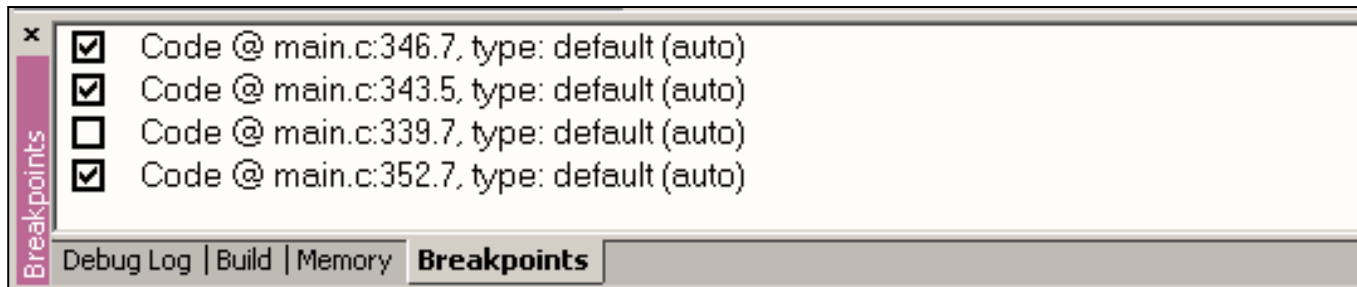 Code @ main.c:346.7, type: default (auto)
Code @ main.c:343.5, type: default (auto)
Code @ main.c:339.7, type: default (auto)
Code @ main.c:352.7, type: default (auto)
Breakpoints
Debug Log | Build | Memory Breakpoints